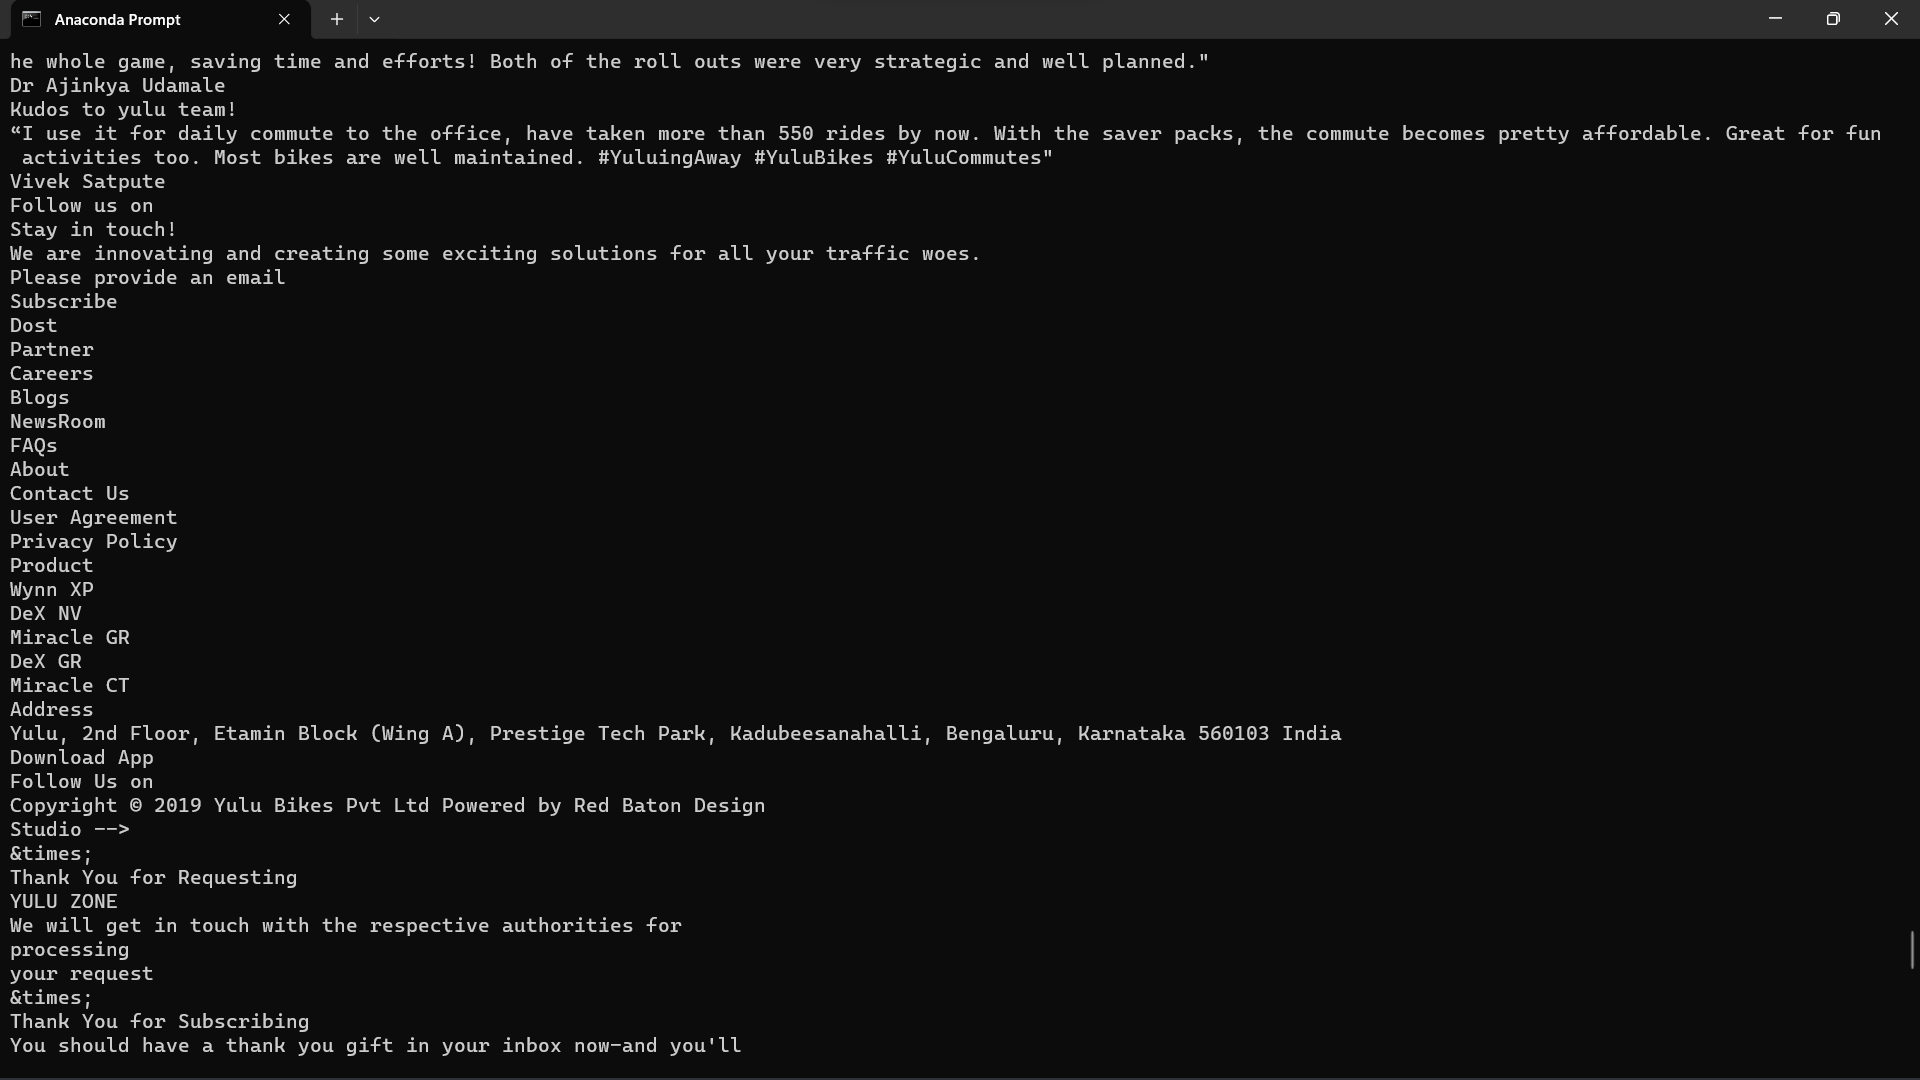 Anaconda Prompt
he whole game, saving time and efforts! Both of the roll outs were very strategic and well planned."
Dr Ajinkya Udamale
Kudos to yulu team!
“I use it for daily commute to the office, have taken more than 550 rides by now. With the saver packs, the commute becomes pretty affordable. Great for fun
 activities too. Most bikes are well maintained. #YuluingAway #YuluBikes #YuluCommutes"
Vivek Satpute
Follow us on
Stay in touch!
We are innovating and creating some exciting solutions for all your traffic woes.
Please provide an email
Subscribe
Dost
Partner
Careers
Blogs
NewsRoom
FAQs
About
Contact Us
User Agreement
Privacy Policy
Product
Wynn XP
DeX NV
Miracle GR
DeX GR
Miracle CT
Address
Yulu, 2nd Floor, Etamin Block (Wing A), Prestige Tech Park, Kadubeesanahalli, Bengaluru, Karnataka 560103 India
Download App
Follow Us on
Copyright © 2019 Yulu Bikes Pvt Ltd Powered by Red Baton Design
Studio -->
&times;
Thank You for Requesting
YULU ZONE
We will get in touch with the respective authorities for
processing
your request
&times;
Thank You for Subscribing
You should have a thank you gift in your inbox now–and you'll